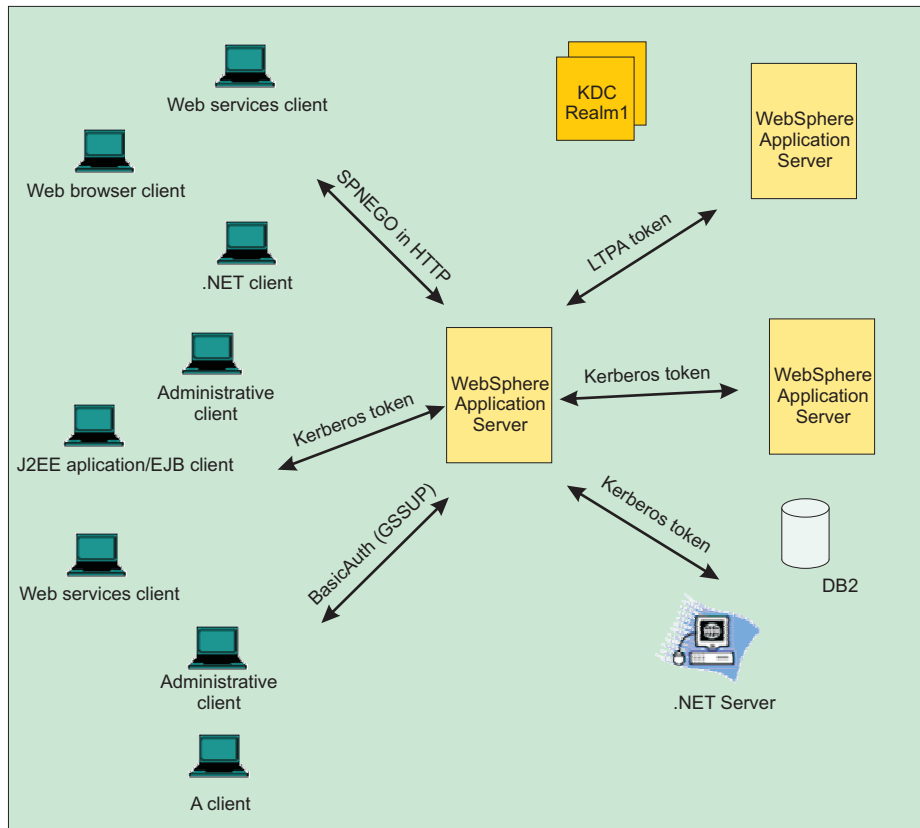 Web services client
KDC
Realm1
WebSphere
Application
Server
Web browser client
SPNEGO in HTTP
LTPA token
.NET client
Administrative
client
WebSphere
Application
Server
Kerberos token
WebSphere
Application
Server
Kerberos token
J2EE aplication/EJB client
BasicAuth (GSSUP)
Kerberos token
Web services client
DB2
Administrative
client
.NET Server
A client